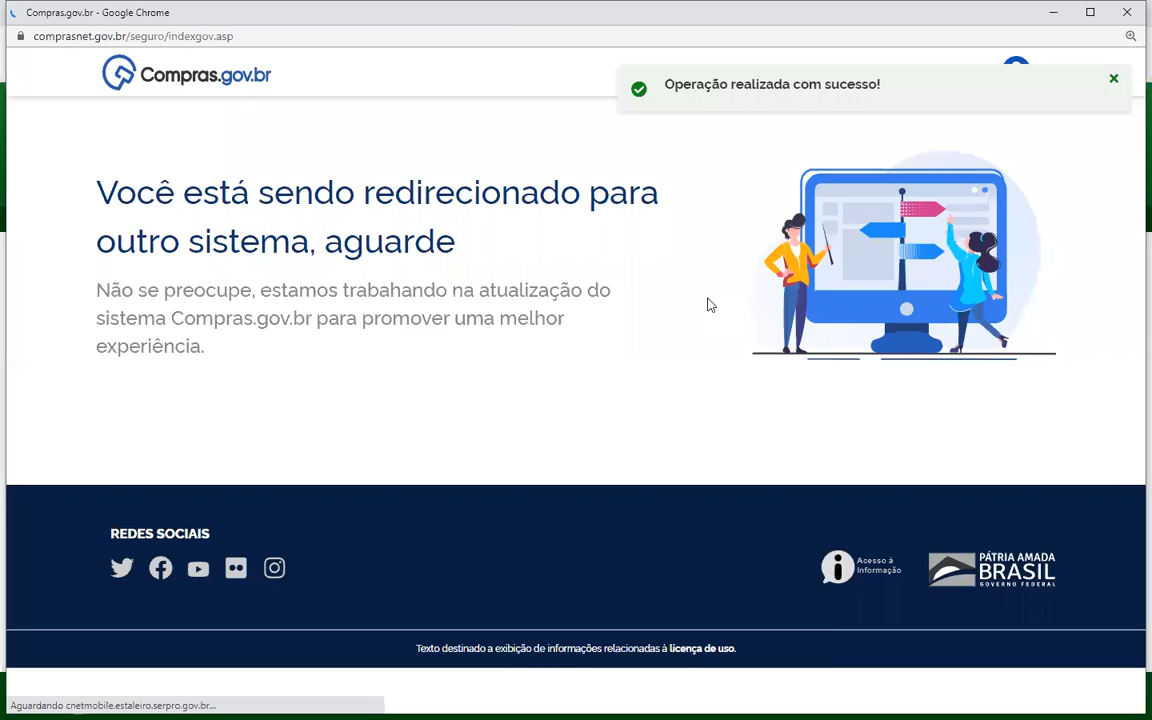 Compras.gov.br - Google Chrome
comprasnet.gov.br/seguro/indexgov.asp
Compras.gov.br
Operação realizada com sucesso!
Você está sendo redirecionado para
outro sistema, aguarde
Não se preocupe, estamos trabahando na atualização do
sistema Compras.gov.br para promover uma melhor
experiência.
REDES SOCIAIS
Acesso à
Informação
PÁTRIA AMADA
BRASIL
GOVERNO FEDERAL
Texto destinado a exibição de informações relacionadas à licença de uso.
Aguardando cnetmobile.estaleiro.serpro.gov.br...